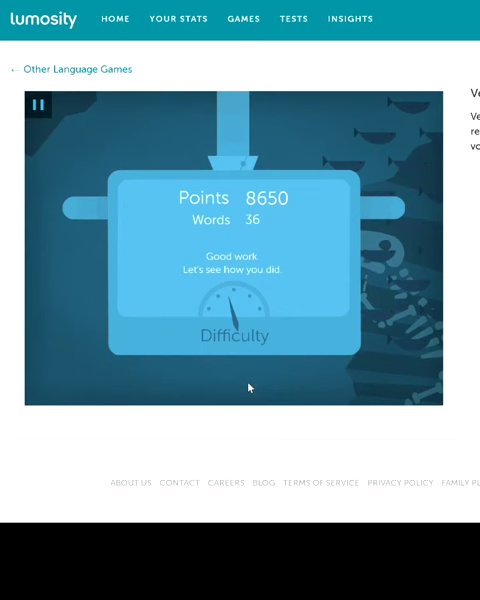 lumosity HOME YOUR STATS GAMES TESTS INSIGHTS
← Other Language Games
Points 8650
Words 36
Good work.
Let's see how you did.
Difficulty
ABOUT US CONTACT CAREERS BLOG TERMS OF SERVICE PRIVACY POLICY FAMILY